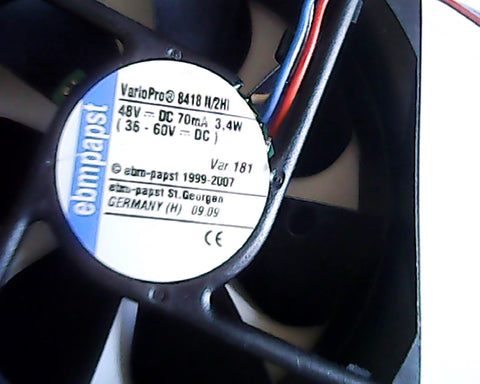 ebmpapst
VarioPro® 8418 N/2HI
48V⎓ DC 70mA 3,4W
( 36 - 60V⎓ DC )
Var 181
© ebm-papst 1999-2007
ebm-papst St.Georgen
GERMANY (H) 09.09
CE